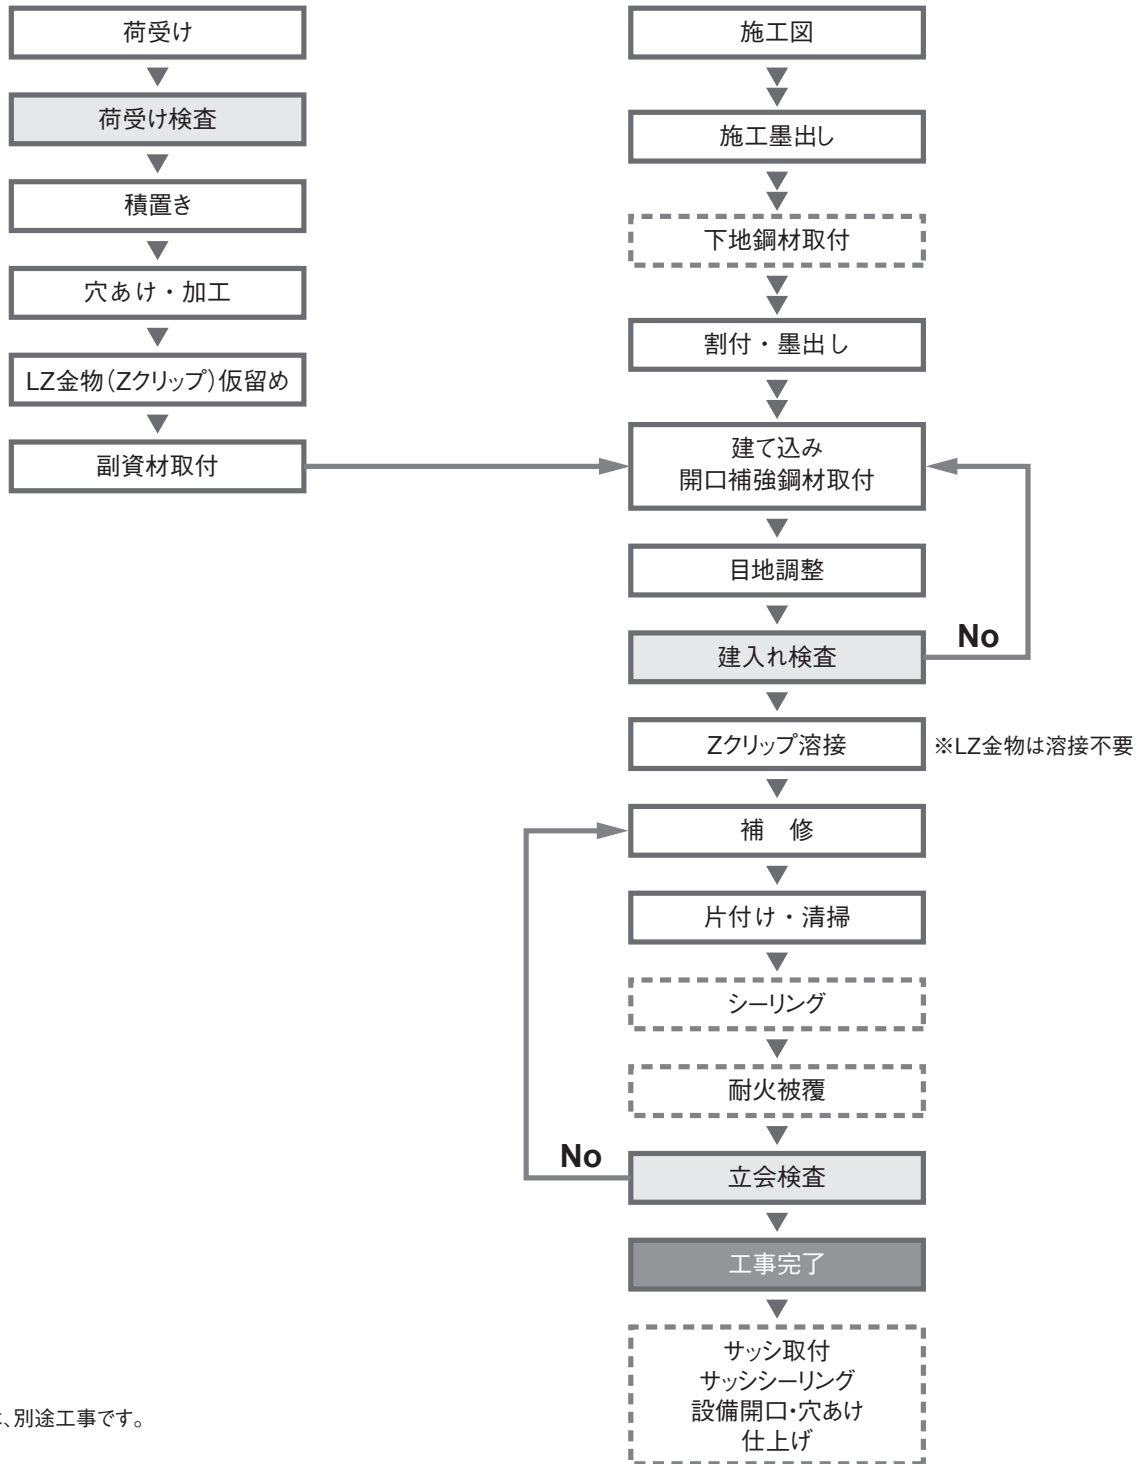 荷受け
荷受け検査
積置き
穴あけ・加工
LZ金物(Zクリップ)仮留め
副資材取付
施工図
施工墨出し
下地鋼材取付
割付・墨出し
建て込み
開口補強鋼材取付
目地調整
建入れ検査
No
Zクリップ溶接
※LZ金物は溶接不要
補 修
片付け・清掃
シーリング
耐火被覆
No
立会検査
工事完了
サッシ取付
サッシシーリング
設備開口・穴あけ
仕上げ
、別途工事です。